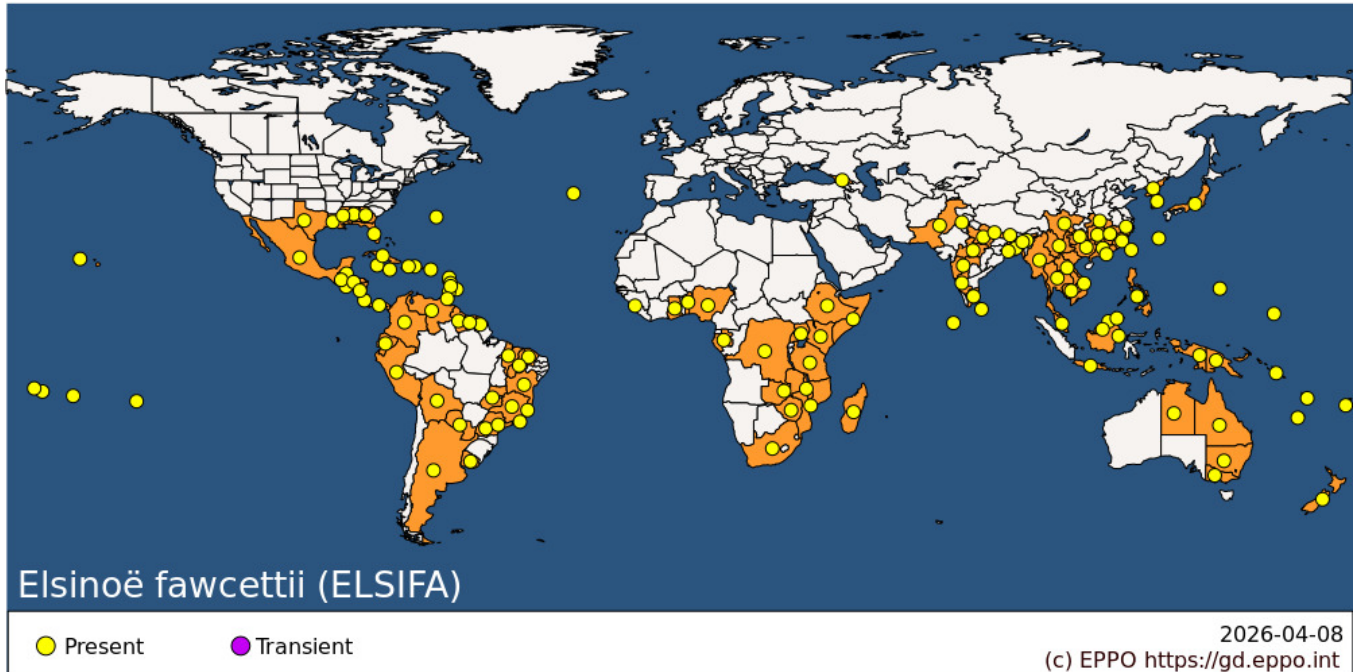 Elsinoë fawcettii (ELSIFA)
Present
Transient
2026-04-08
(c) EPPO https://gd.eppo.int